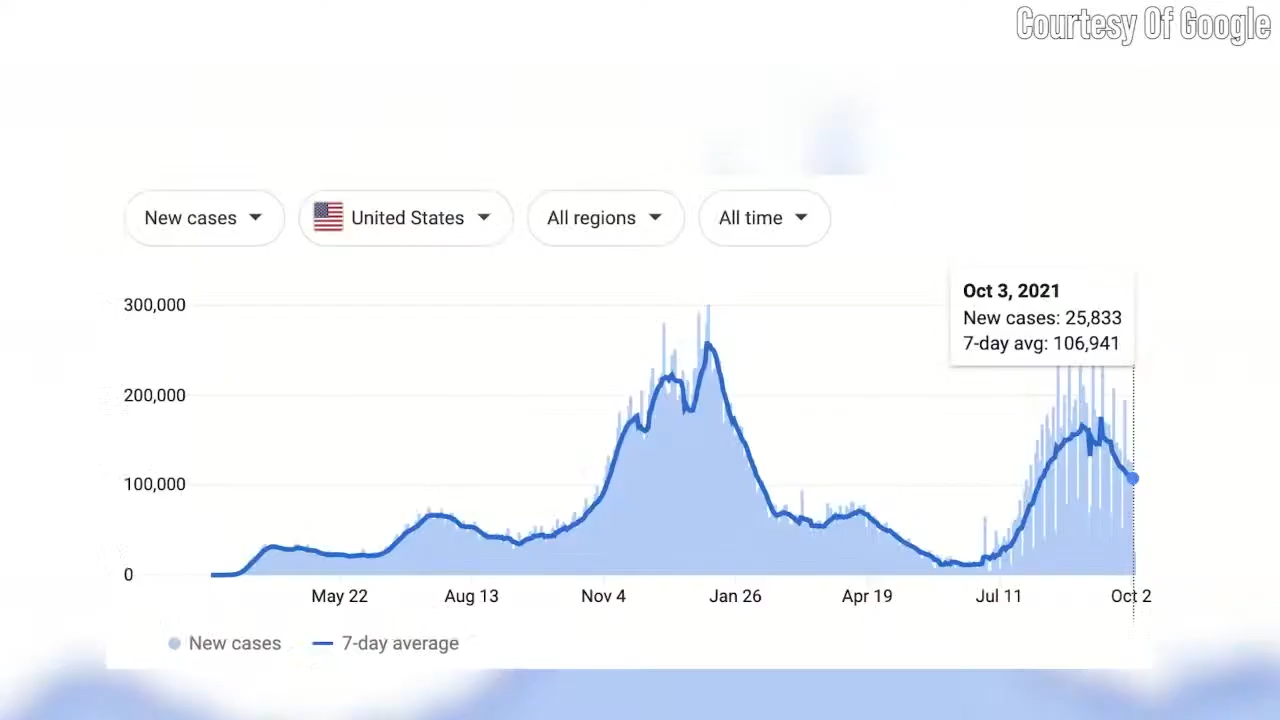 Courtesy Of Google
New cases United States All regions All time
Oct 3, 2021
New cases: 25,833
7-day avg: 106,941
300,000
200,000
100,000
0
May 22 Aug 13 Nov 4 Jan 26 Apr 19 Jul 11 Oct 2
New cases 7-day average